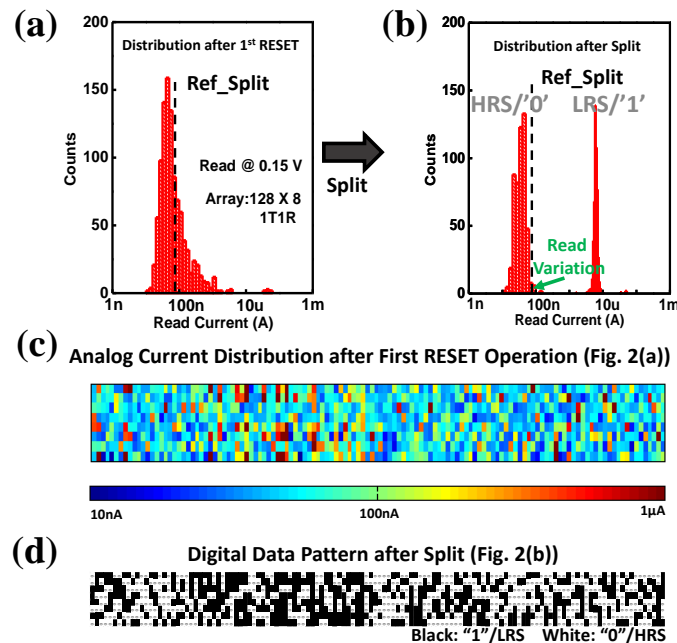 (a)
200
150
100
50
0
Counts
Distribution after 1st RESET
Ref_Split
Read @ 0.15 V
Array:128 X 8
1T1R
1n
100n
10u
1m
Read Current (A)
Split
(b)
200
150
100
50
0
Counts
Distribution after Split
Ref_Split
HRS/'0'
LRS/'1'
Read
Variation
1n
100n
10u
1m
Read Current (A)
(c)
Analog Current Distribution after First RESET Operation (Fig. 2(a))
10nA
100nA
1µA
(d)
Digital Data Pattern after Split (Fig. 2(b))
Black: “1”/LRS White: “0”/HRS